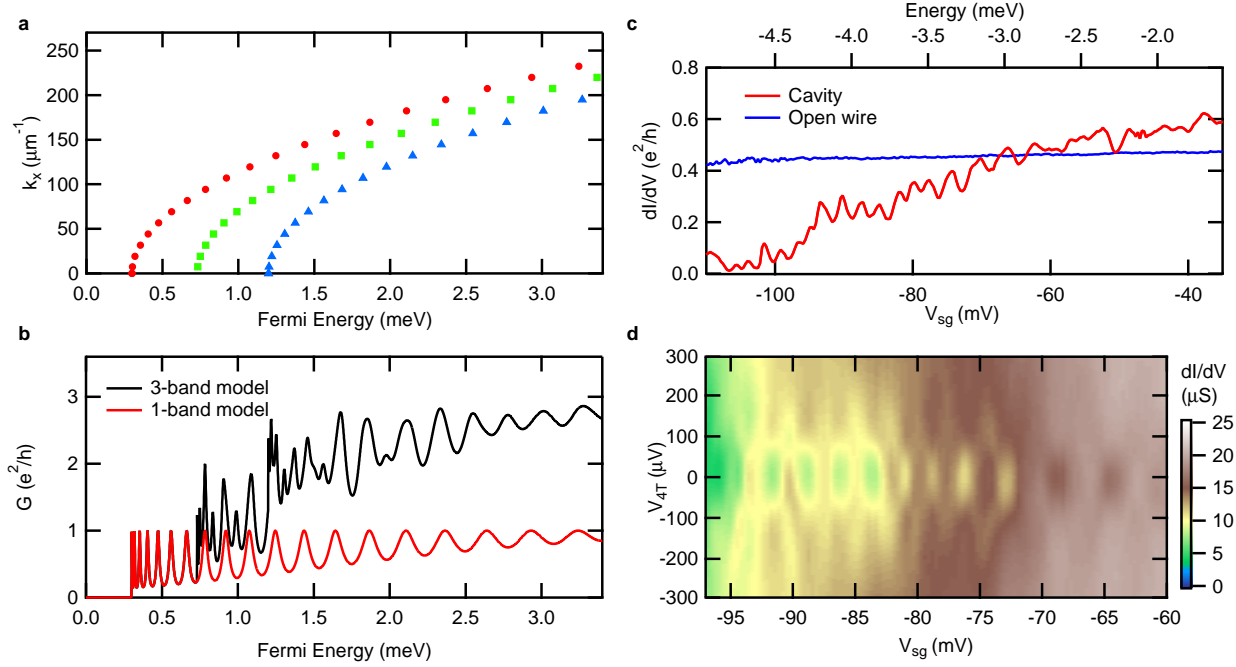 a
250
200
150
100
50
0
kₓ (µm⁻¹)
0.0 0.5 1.0 1.5 2.0 2.5 3.0
Fermi Energy (meV)
b
3
2
1
0
G (e²/h)
3-band model
1-band model
0.0 0.5 1.0 1.5 2.0 2.5 3.0
Fermi Energy (meV)
c
Energy (meV)
-4.5 -4.0 -3.5 -3.0 -2.5 -2.0
0.8
0.6
0.4
0.2
0.0
dI/dV (e²/h)
Cavity
Open wire
-100 -80 -60 -40
V_sg (mV)
d
300
200
100
0
-100
-200
-300
V_4T (µV)
-95 -90 -85 -80 -75 -70 -65 -60
V_sg (mV)
dI/dV
(µS)
25
20
15
10
5
0